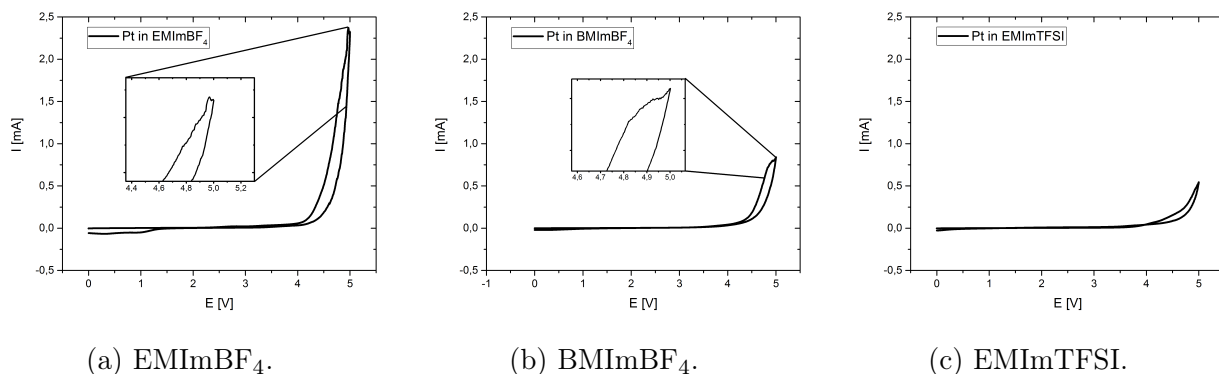 2,5
2,0
1,5
1,0
0,5
0,0
-0,5
I [mA]
Pt in EMImBF₄
4,4 4,6 4,8 5,0 5,2
0 1 2 3 4 5
E [V]
2,5
2,0
1,5
1,0
0,5
0,0
-0,5
I [mA]
Pt in BMImBF₄
4,6 4,7 4,8 4,9 5,0
-1 0 1 2 3 4 5
E [V]
2,5
2,0
1,5
1,0
0,5
0,0
-0,5
I [mA]
Pt in EMImTFSI
0 1 2 3 4 5
E [V]
(a) EMImBF₄.
(b) BMImBF₄.
(c) EMImTFSI.